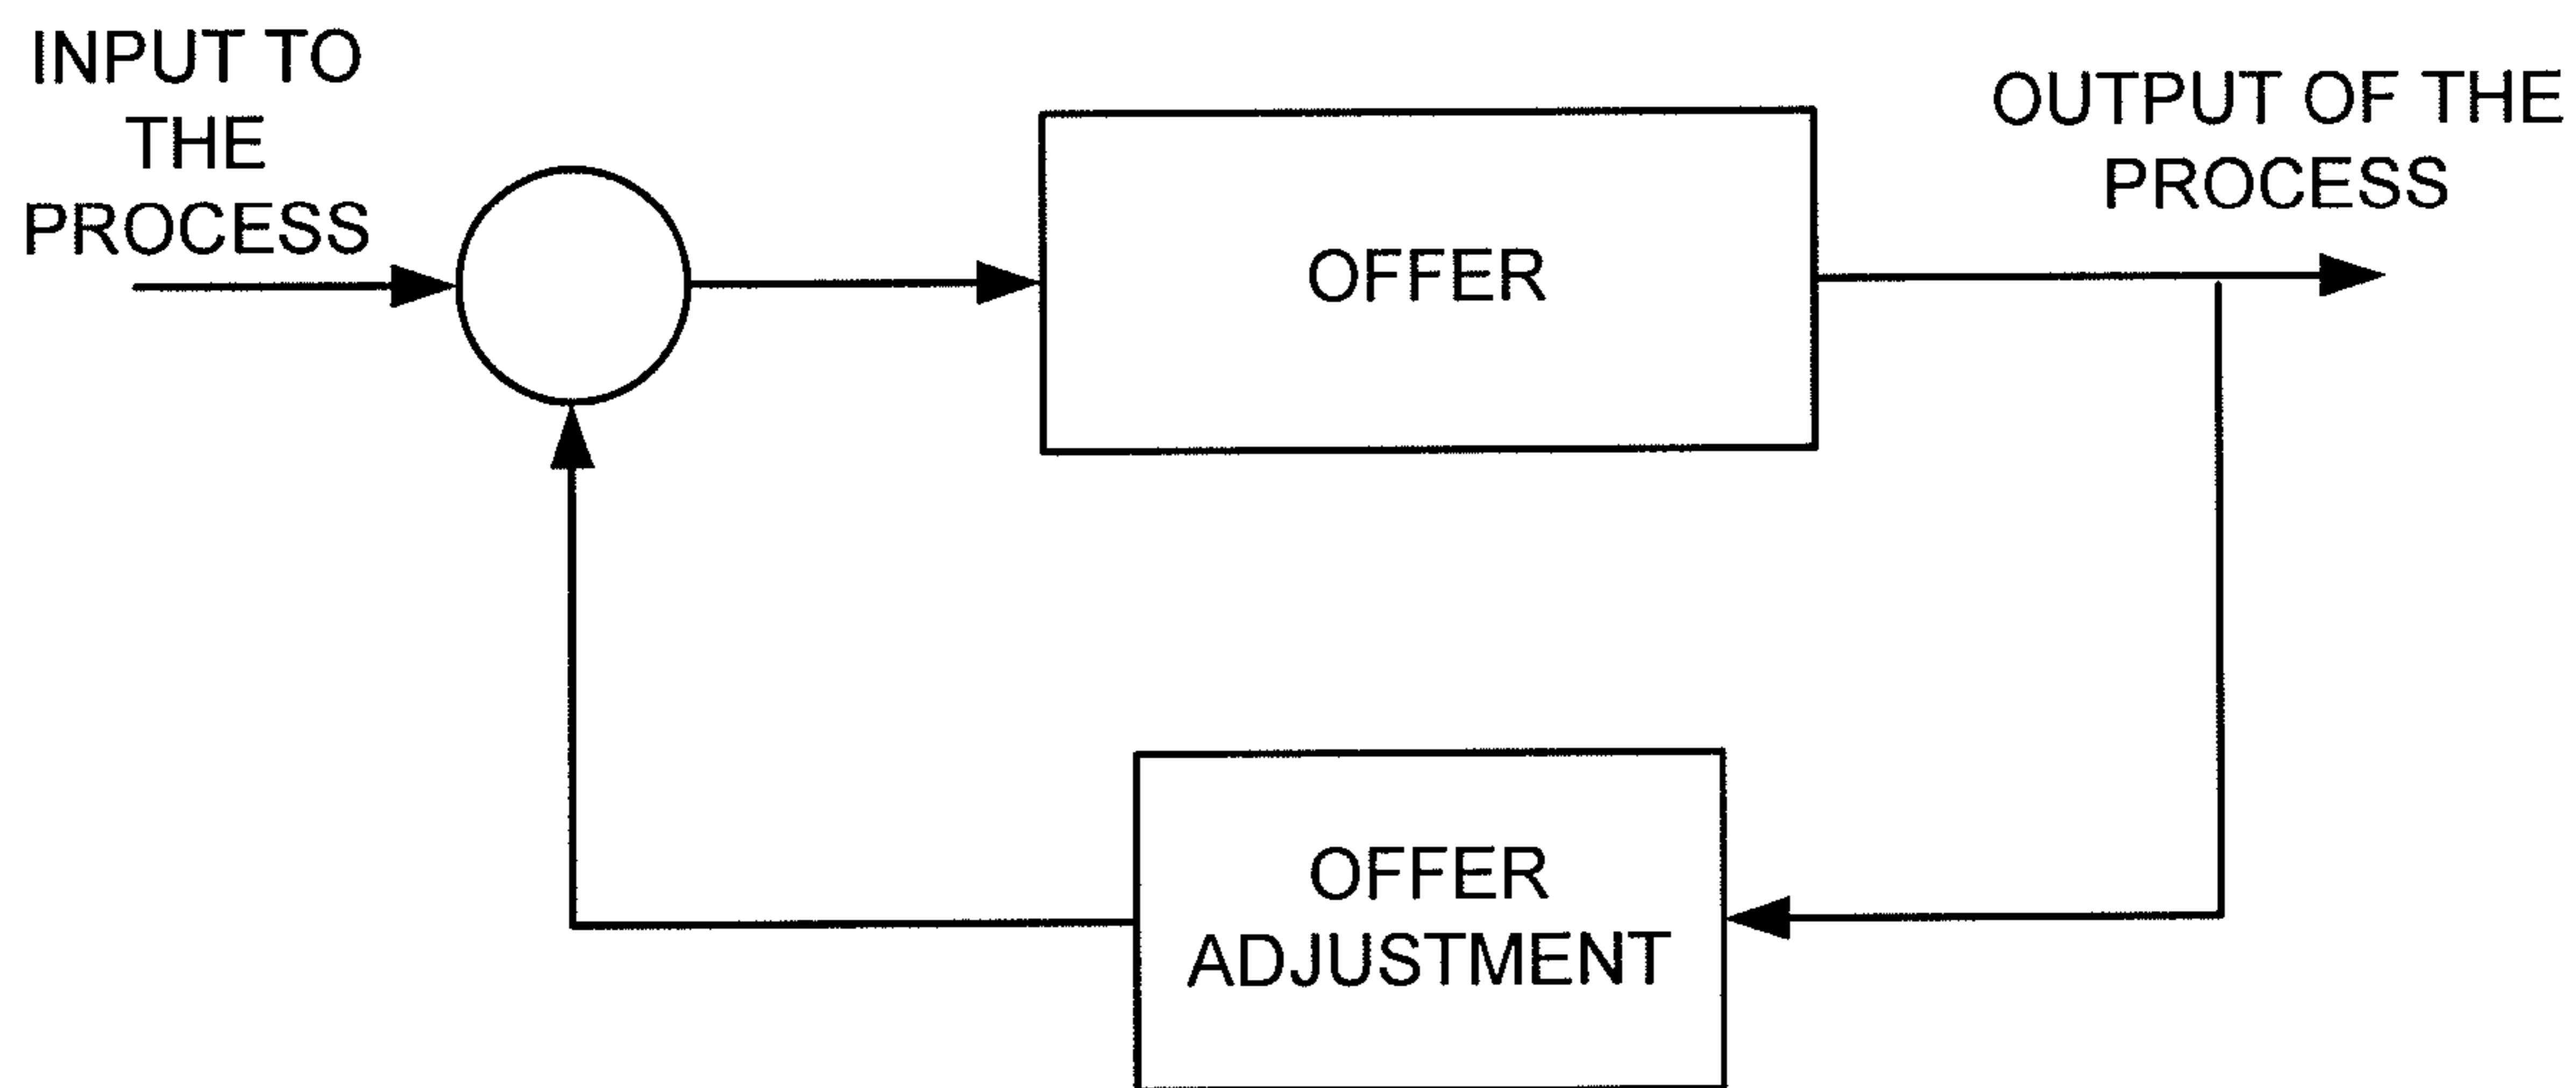 INPUT TO
THE
PROCESS
OFFER
OUTPUT OF THE
PROCESS
OFFER
ADJUSTMENT